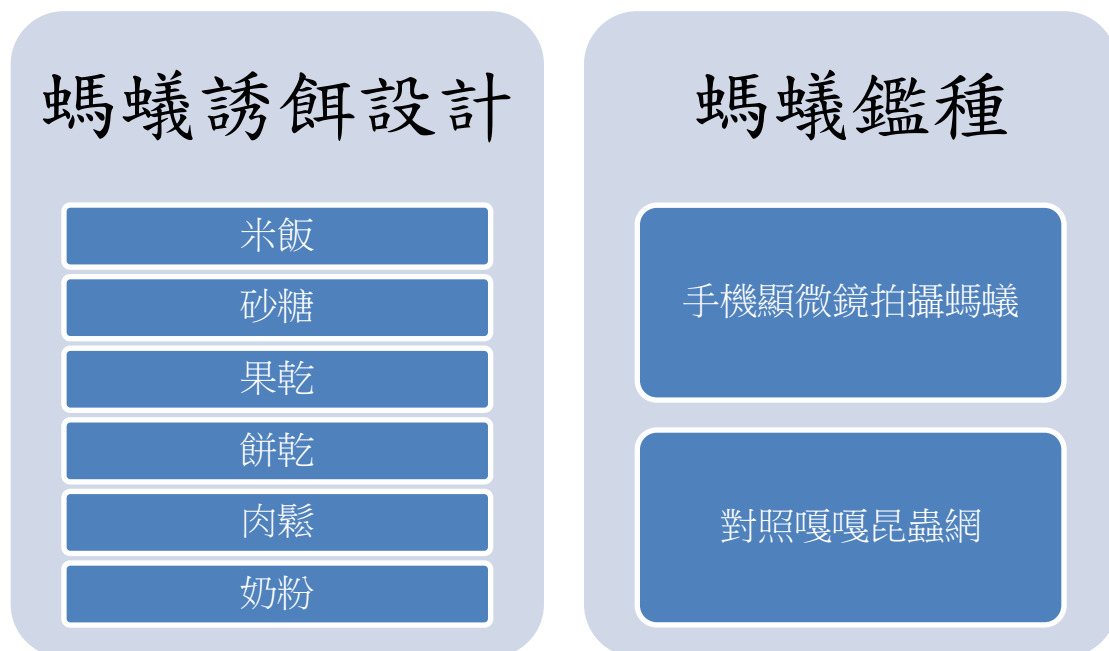 螞蟻誘餌設計
米飯
砂糖
果乾
餅乾
肉鬆
奶粉
螞蟻鑑種
手機顯微鏡拍攝螞蟻
對照嘎嘎昆蟲網